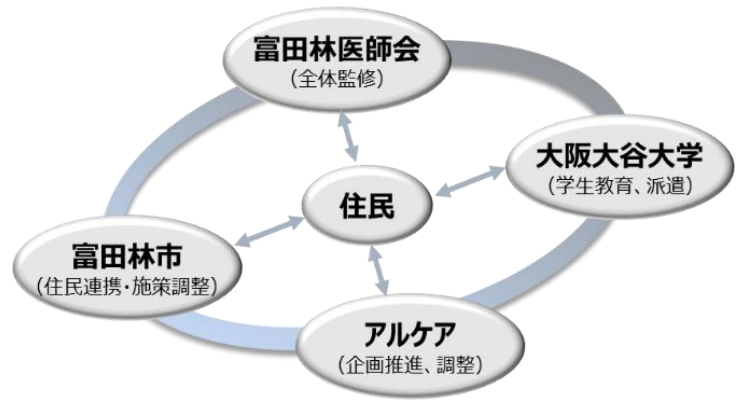 富田林医師会
(全体監修)
大阪大谷大学
(学生教育、派遣)
住民
富田林市
(住民連携・施策調整)
アルケア
(企画推進、調整)